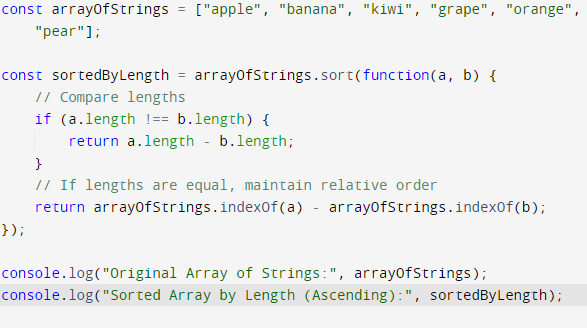 const arrayOfStrings = ["apple", "banana", "kiwi", "grape", "orange",
    "pear"];
const sortedByLength = arrayOfStrings.sort(function(a, b) {
    // Compare lengths
    if (a.length !== b.length) {
        return a.length - b.length;
    }
    // If lengths are equal, maintain relative order
    return arrayOfStrings.indexOf(a) - arrayOfStrings.indexOf(b);
});
console.log("Original Array of Strings:", arrayOfStrings);
console.log("Sorted Array by Length (Ascending):", sortedByLength);